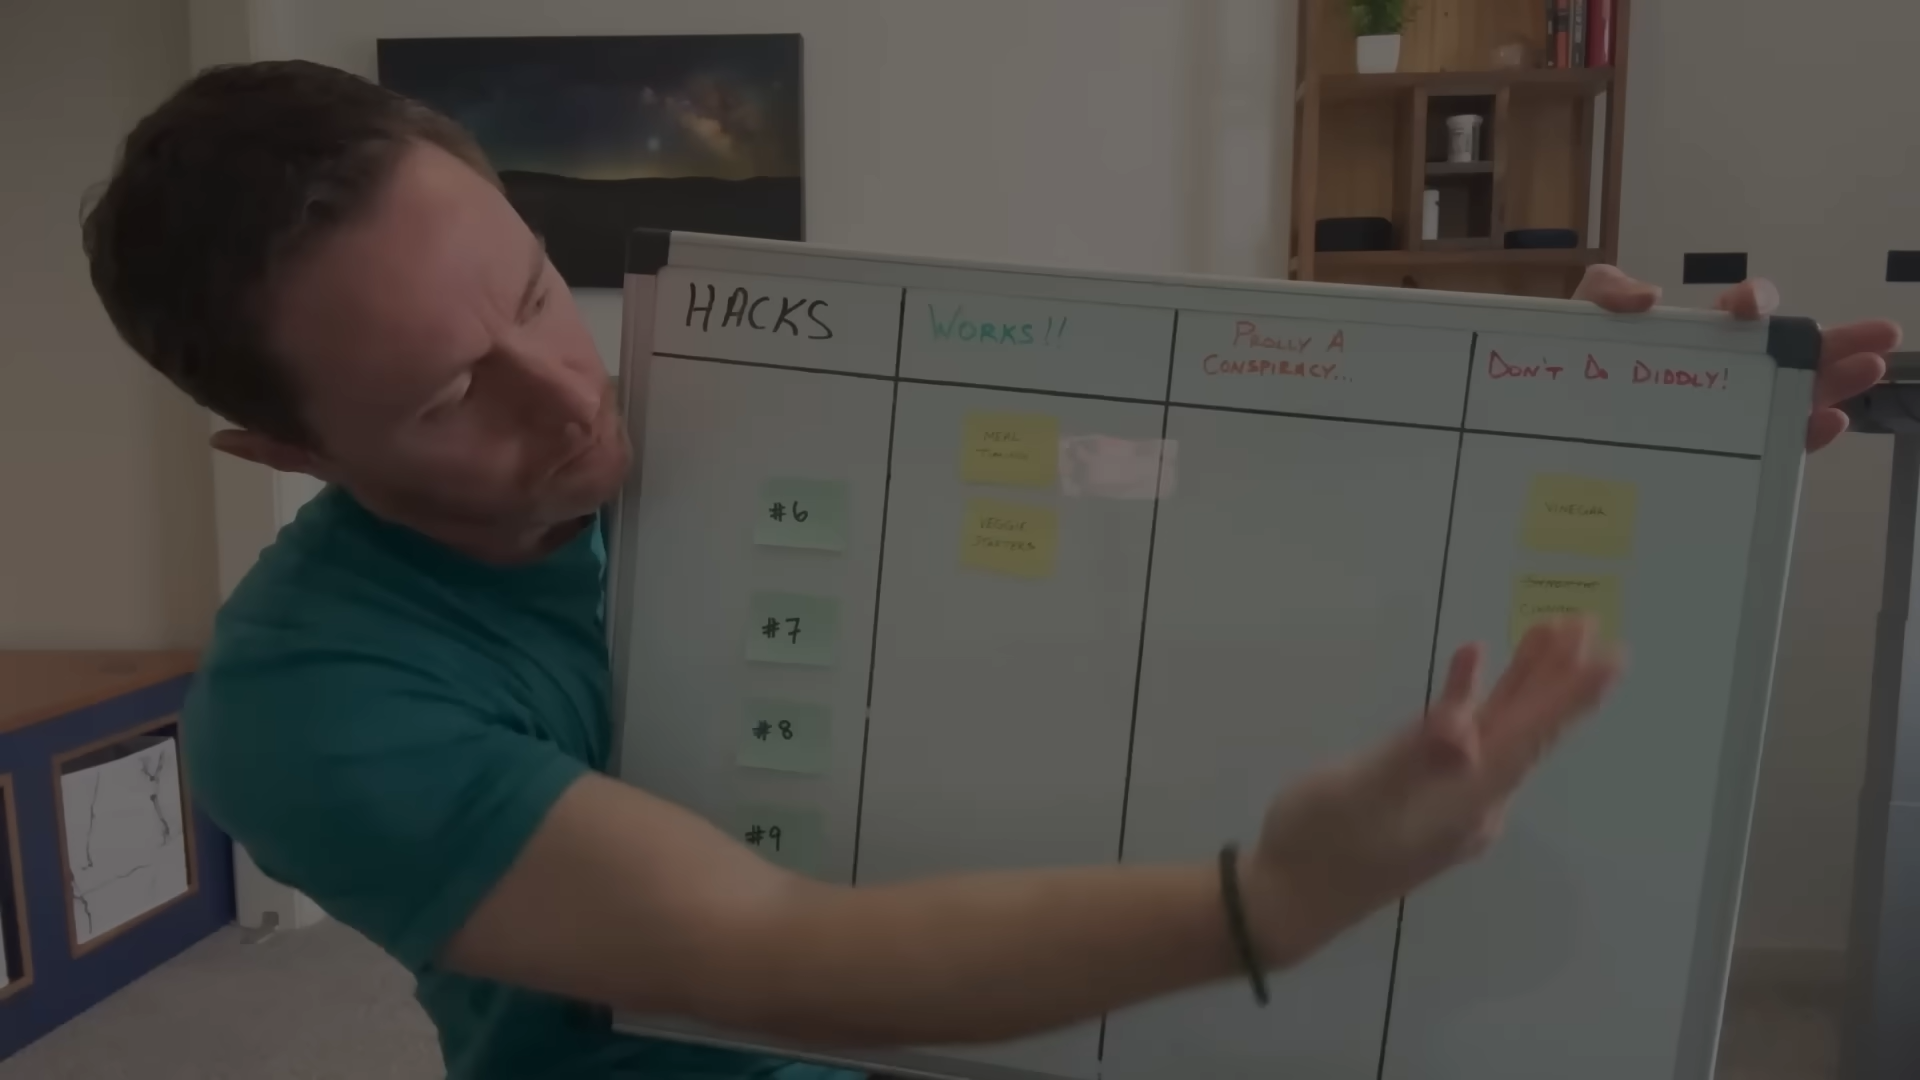 HACKS
WORKS!!
PROLLY A
CONSPIRACY...
DON'T DO DIDDLY!
MEAL
TIMING
VEGGIE
STARTERS
VINEGAR
#6
#7
#8
#9